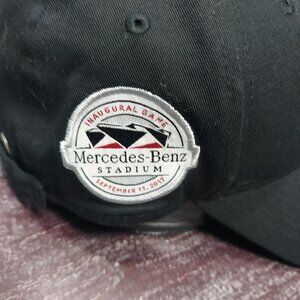 INAUGURAL GAME
Mercedes-Benz
STADIUM
SEPTEMBER 17, 2017